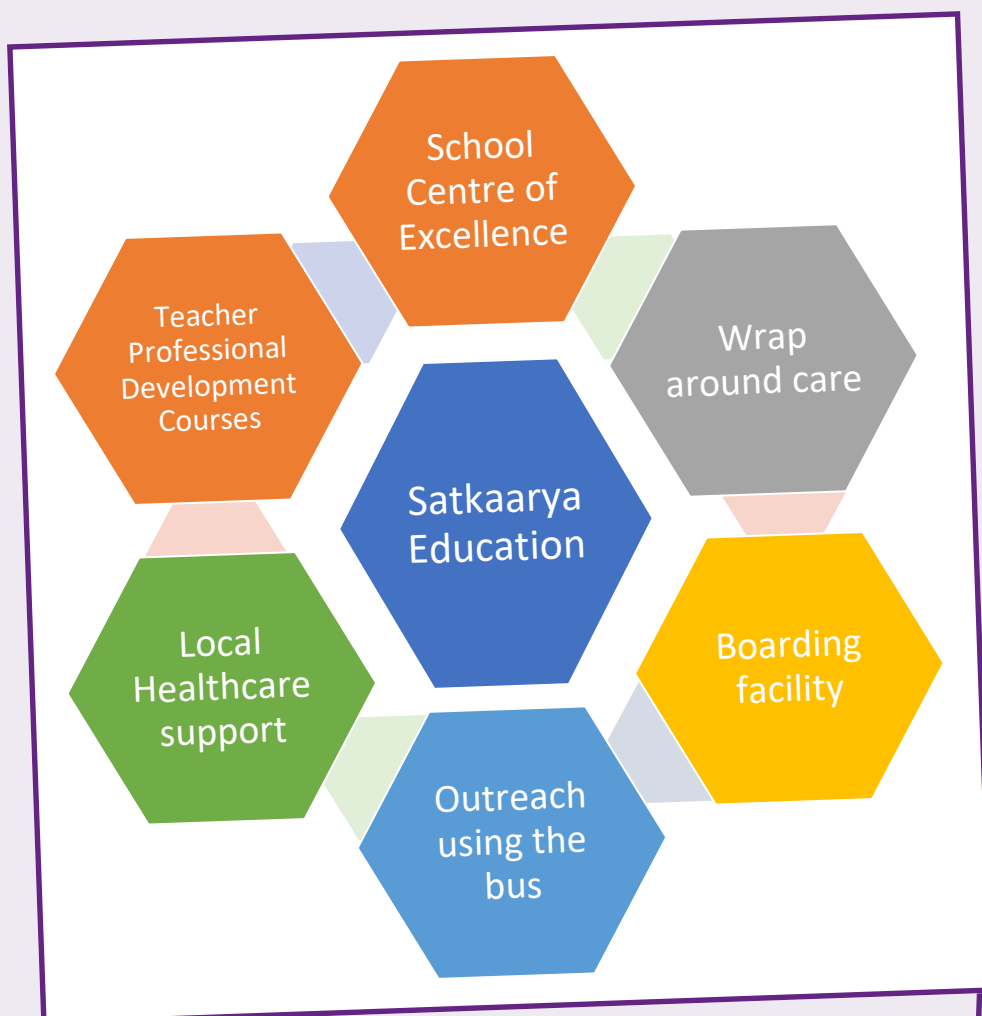 School
Centre of
Excellence
Wrap
around care
Boarding
facility
Outreach
using the
bus
Local
Healthcare
support
Teacher
Professional
Development
Courses
Satkaarya
Education